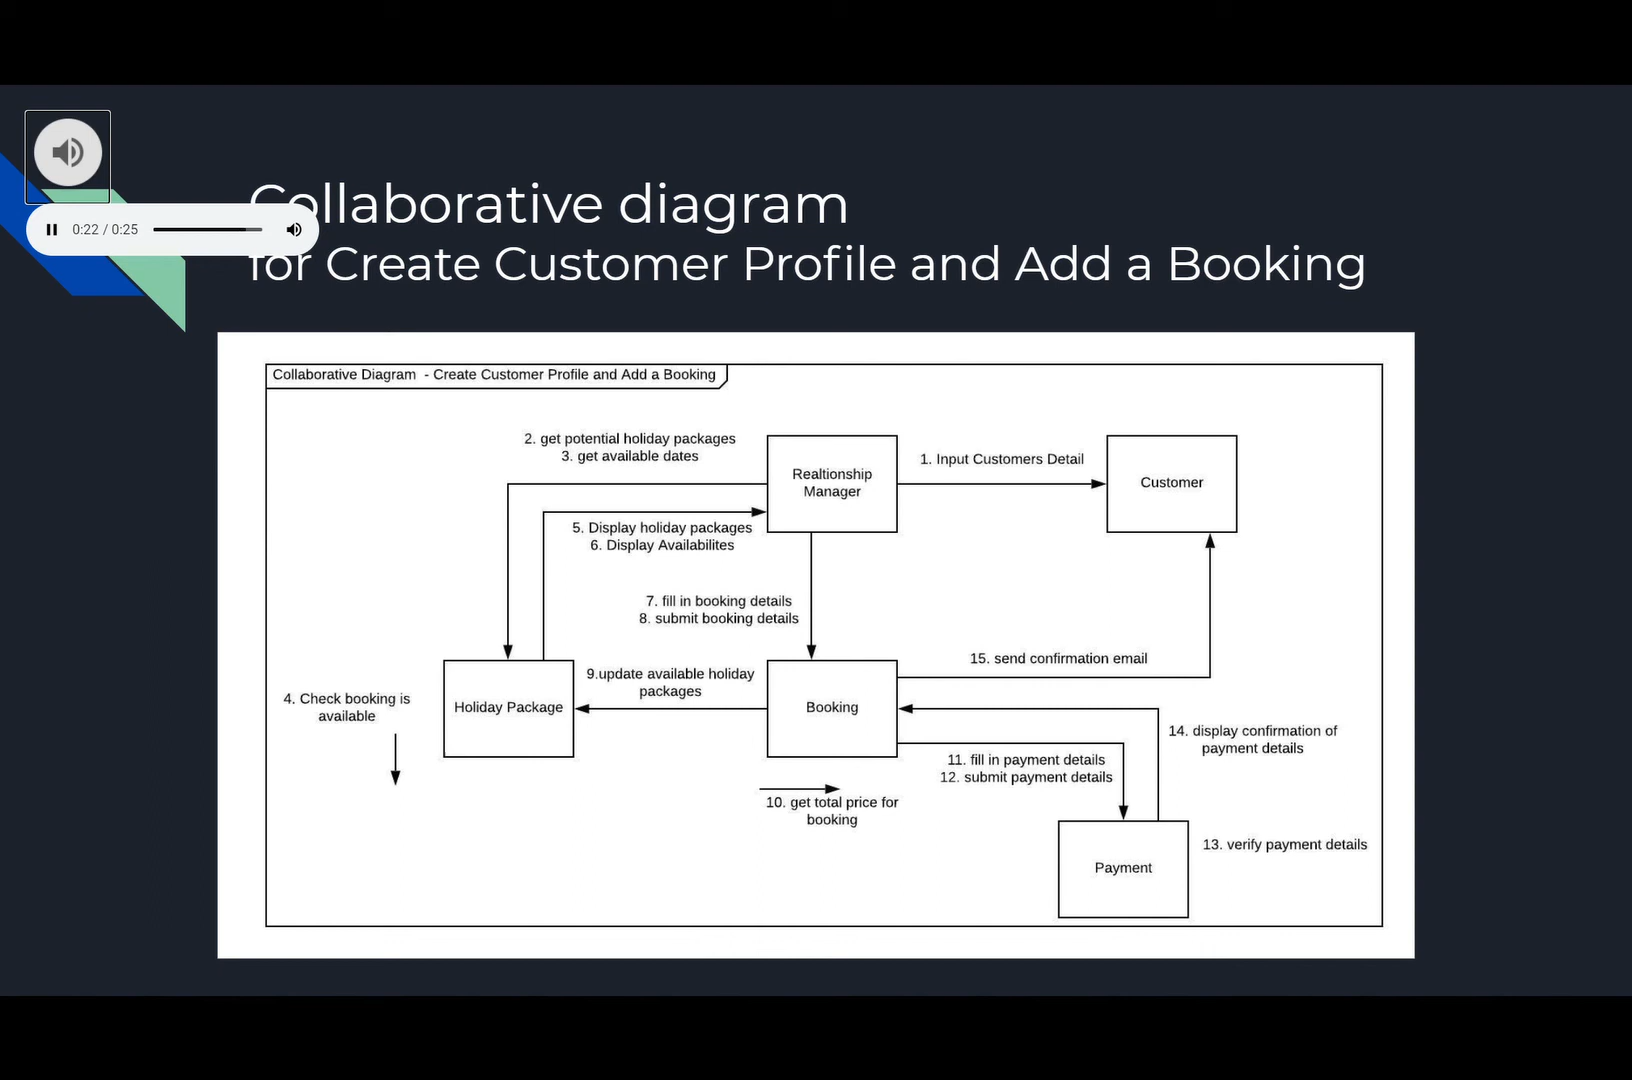 Collaborative diagram
for Create Customer Profile and Add a Booking
0:22 / 0:25
Collaborative Diagram  - Create Customer Profile and Add a Booking
2. get potential holiday packages
3. get available dates
Realtionship
Manager
1. Input Customers Detail
Customer
5. Display holiday packages
6. Display Availabilites
7. fill in booking details
8. submit booking details
15. send confirmation email
9.update available holiday
packages
4. Check booking is
available
Holiday Package
Booking
14. display confirmation of
payment details
11. fill in payment details
12. submit payment details
10. get total price for
booking
13. verify payment details
Payment